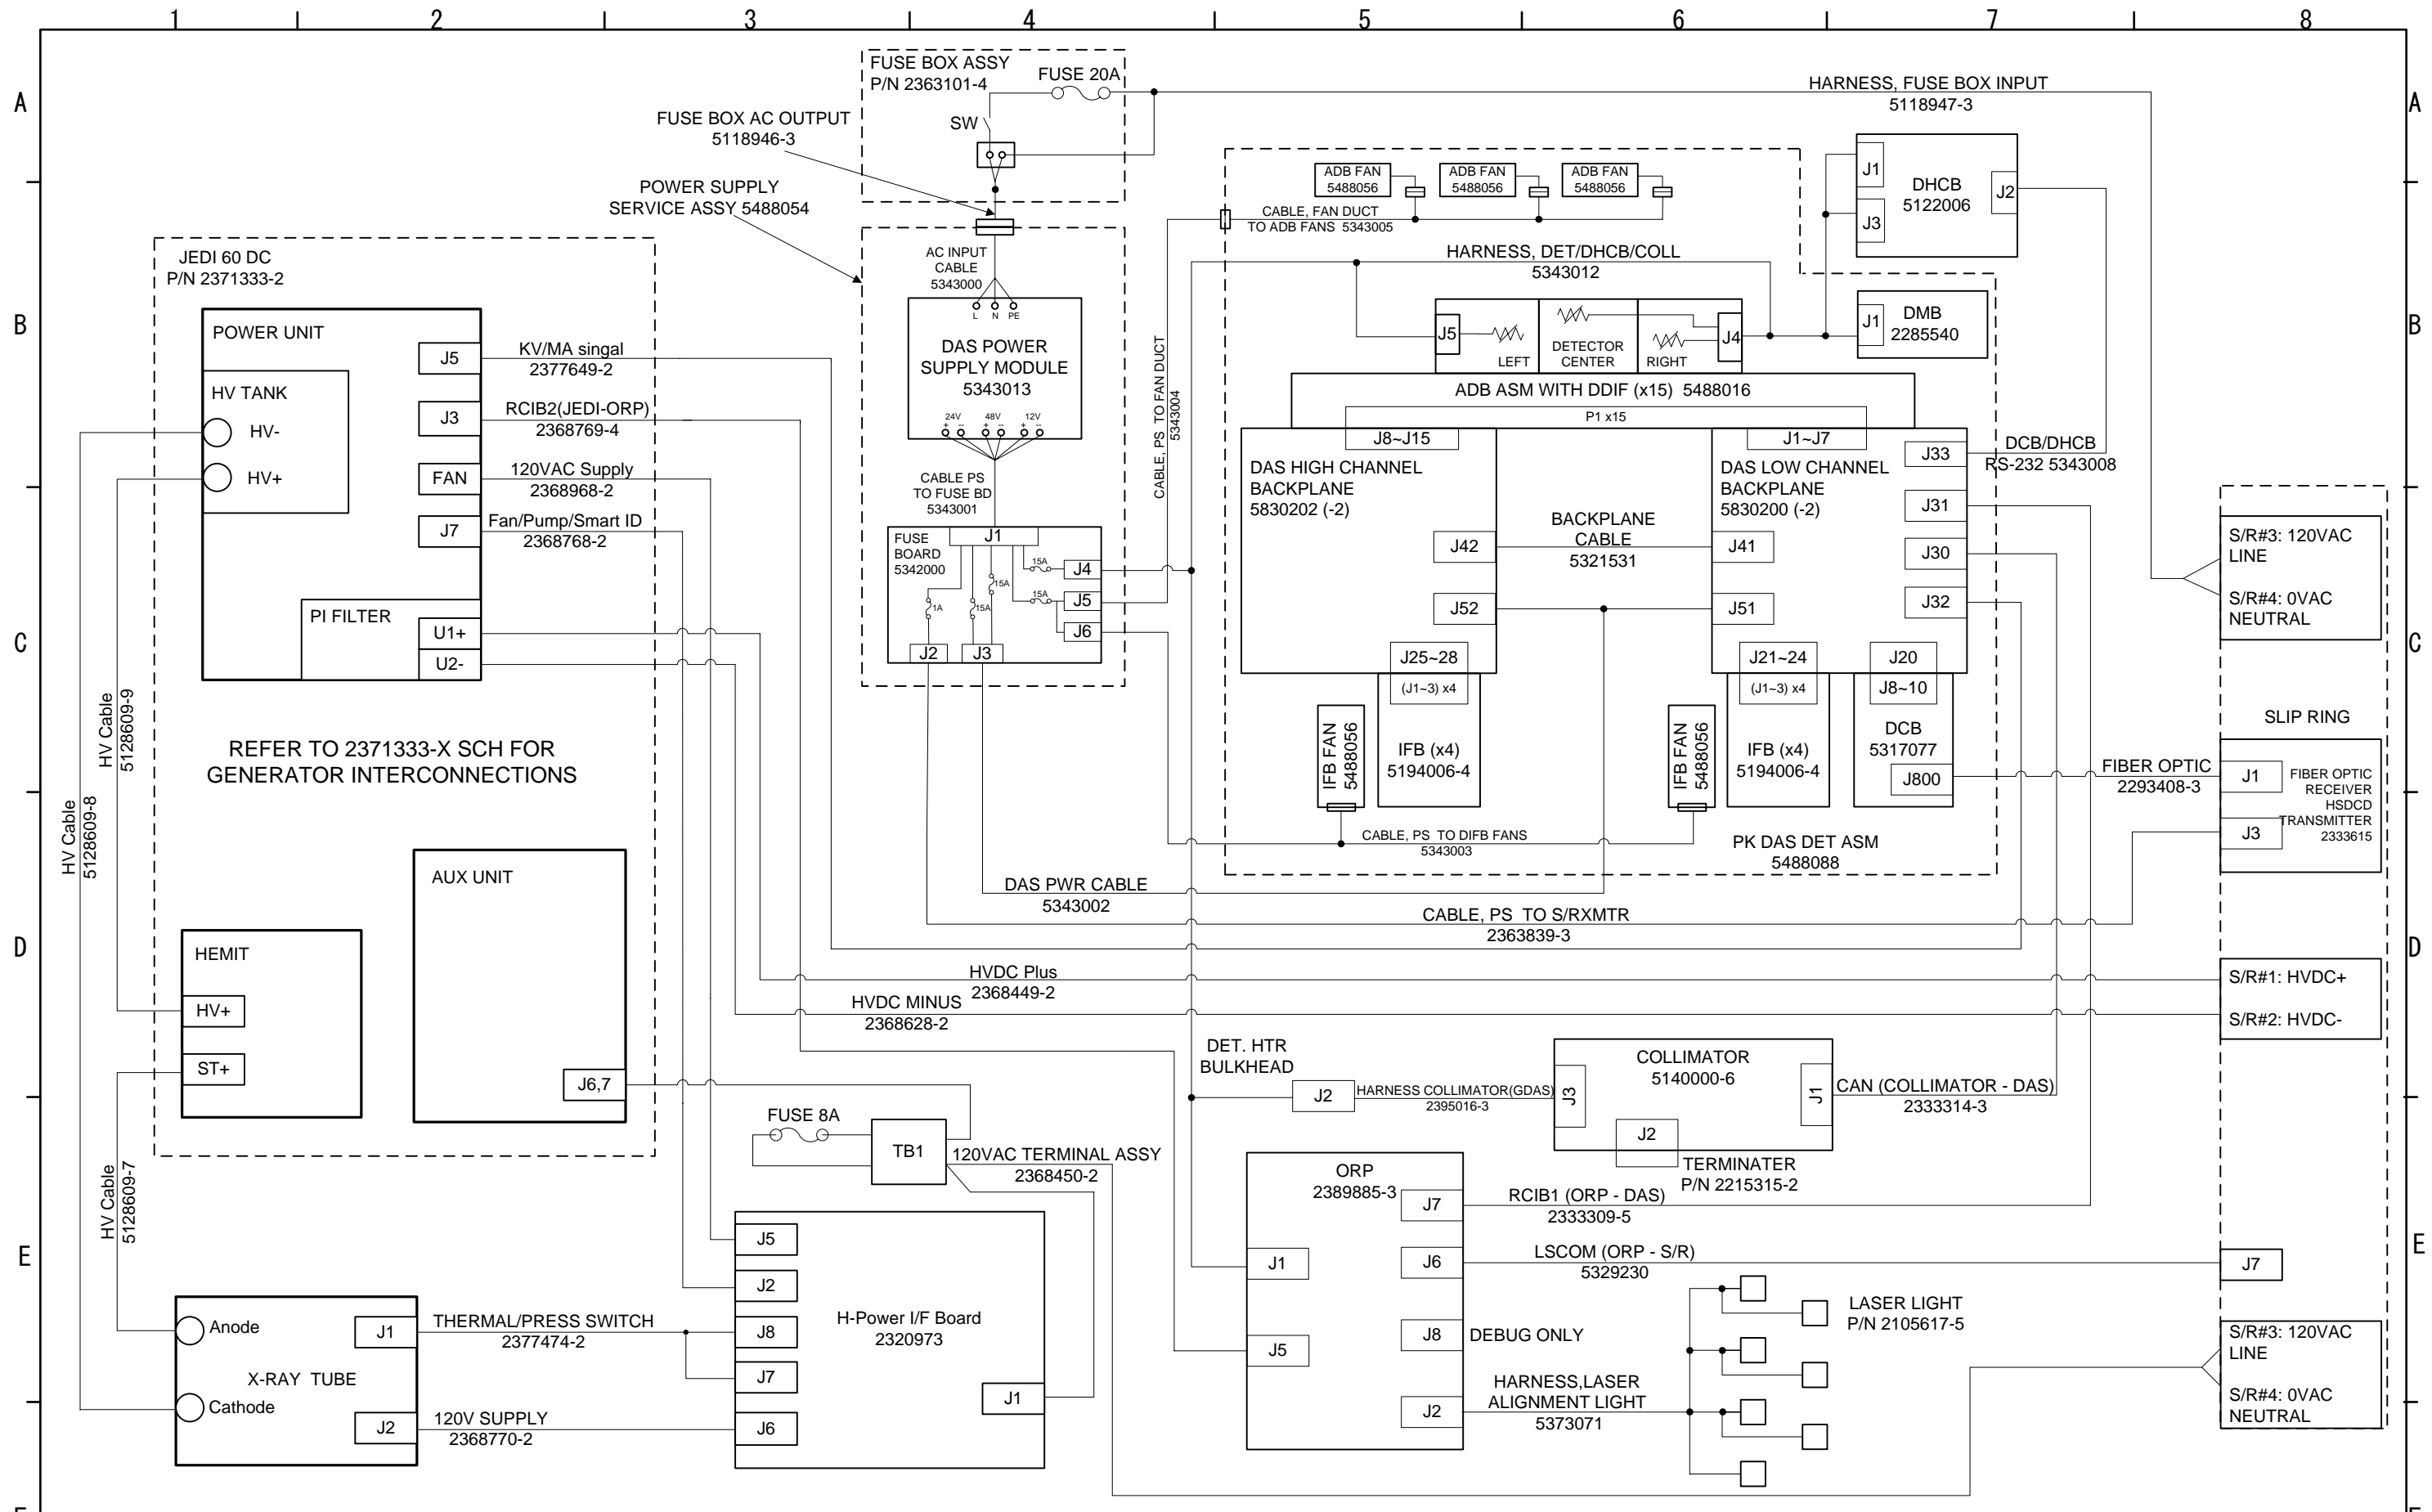 1
2
3
4
5
6
7
8
A
A
FUSE BOX ASSY
P/N 2363101-4
FUSE 20A
SW
FUSE BOX AC OUTPUT
5118946-3
POWER SUPPLY
SERVICE ASSY 5488054
HARNESS, FUSE BOX INPUT
5118947-3
ADB FAN
5488056
ADB FAN
5488056
ADB FAN
5488056
CABLE, FAN DUCT
TO ADB FANS 5343005
J1
J3
DHCB
5122006
J2
B
B
JEDI 60 DC
P/N 2371333-2
POWER UNIT
HV TANK
HV-
HV+
J5
J3
FAN
J7
KV/MA singal
2377649-2
RCIB2(JEDI-ORP)
2368769-4
120VAC Supply
2368968-2
Fan/Pump/Smart ID
2368768-2
PI FILTER
U1+
U2-
AC INPUT
CABLE
5343000
L
N
PE
DAS POWER
SUPPLY MODULE
5343013
24V
48V
12V
+
–
+
–
+
–
CABLE PS
TO FUSE BD
5343001
CABLE, PS TO FAN DUCT
5343004
HARNESS, DET/DHCB/COLL
5343012
J5
LEFT
DETECTOR
CENTER
RIGHT
J4
J1
DMB
2285540
ADB ASM WITH DDIF (x15) 5488016
P1 x15
J8~J15
J1~J7
DAS HIGH CHANNEL
BACKPLANE
5830202 (-2)
DAS LOW CHANNEL
BACKPLANE
5830200 (-2)
J33
J31
J30
J32
DCB/DHCB
RS-232 5343008
C
C
FUSE
BOARD
5342000
J1
1A
15A
15A
15A
15A
J4
J5
J6
J2
J3
J42
BACKPLANE
CABLE
5321531
J41
J52
J51
J25~28
(J1~3) x4
J21~24
(J1~3) x4
J20
J8~10
IFB FAN
5488056
IFB (x4)
5194006-4
IFB FAN
5488056
IFB (x4)
5194006-4
DCB
5317077
J800
S/R#3: 120VAC
LINE
S/R#4: 0VAC
NEUTRAL
SLIP RING
FIBER OPTIC
2293408-3
J1
J3
FIBER OPTIC
RECEIVER
HSDCD
TRANSMITTER
2333615
HV Cable
5128609-9
HV Cable
5128609-8
REFER TO 2371333-X SCH FOR
GENERATOR INTERCONNECTIONS
CABLE, PS TO DIFB FANS
5343003
PK DAS DET ASM
5488088
DAS PWR CABLE
5343002
CABLE, PS TO S/RXMTR
2363839-3
D
D
AUX UNIT
J6,7
HEMIT
HV+
ST+
HVDC Plus
2368449-2
HVDC MINUS
2368628-2
S/R#1: HVDC+
S/R#2: HVDC-
DET. HTR
BULKHEAD
J2
HARNESS COLLIMATOR(GDAS)
2395016-3
COLLIMATOR
5140000-6
J3
J1
J2
CAN (COLLIMATOR - DAS)
2333314-3
TERMINATER
P/N 2215315-2
FUSE 8A
TB1
120VAC TERMINAL ASSY
2368450-2
HV Cable
5128609-7
E
E
ORP
2389885-3
J7
J6
J8
J2
J1
J5
RCIB1 (ORP - DAS)
2333309-5
LSCOM (ORP - S/R)
5329230
J7
DEBUG ONLY
LASER LIGHT
P/N 2105617-5
HARNESS,LASER
ALIGNMENT LIGHT
5373071
S/R#3: 120VAC
LINE
S/R#4: 0VAC
NEUTRAL
Anode
X-RAY TUBE
Cathode
J1
J2
THERMAL/PRESS SWITCH
2377474-2
120V SUPPLY
2368770-2
J5
J2
J8
J7
J6
H-Power I/F Board
2320973
J1